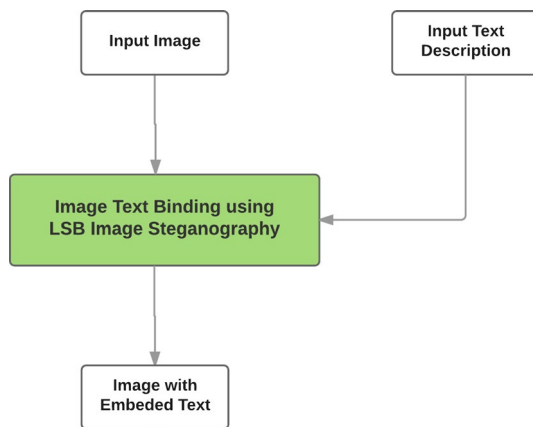 Input Image
Input Text
Description
Image Text Binding using
LSB Image Steganography
Image with
Embeded Text